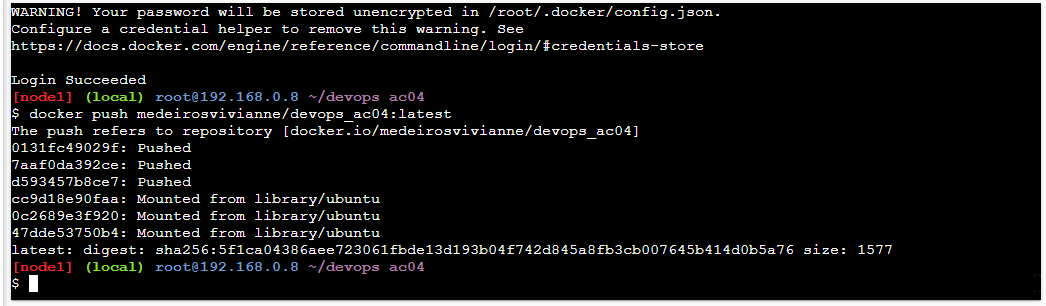 WARNING! Your password will be stored unencrypted in /root/.docker/config.json.
Configure a credential helper to remove this warning. See
https://docs.docker.com/engine/reference/commandline/login/#credentials-store
Login Succeeded
[node1] (local) root@192.168.0.8 ~/devops ac04
$ docker push medeirosvivianne/devops_ac04:latest
The push refers to repository [docker.io/medeirosvivianne/devops_ac04]
0131fc49029f: Pushed
7aaf0da392ce: Pushed
d593457b8ce7: Pushed
cc9d18e90faa: Mounted from library/ubuntu
0c2689e3f920: Mounted from library/ubuntu
47dde53750b4: Mounted from library/ubuntu
latest: digest: sha256:5f1ca04386aee723061fbde13d193b04f742d845a8fb3cb007645b414d0b5a76 size: 1577
[node1] (local) root@192.168.0.8 ~/devops ac04
$